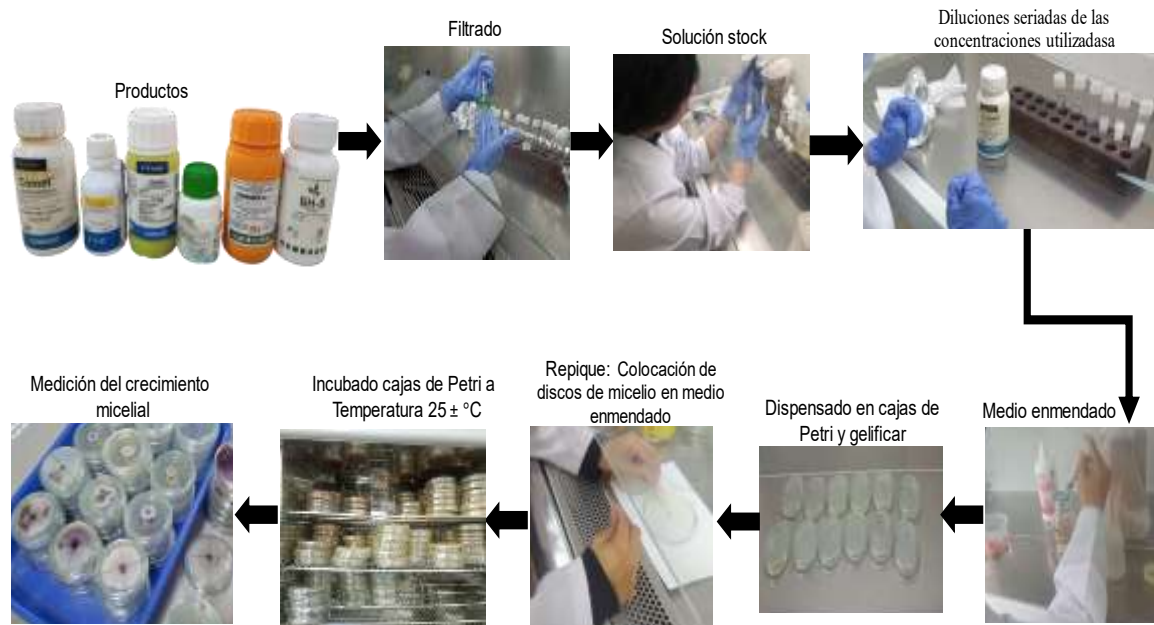 Productos
Filtrado
Solución stock
Diluciones seriadas de las
concentraciones utilizadasa
Medio enmendado
Dispensado en cajas de
Petri y gelificar
Repique: Colocación de
discos de micelio en medio
enmendado
Incubado cajas de Petri a
Temperatura 25 ± °C
Medición del crecimiento
micelial